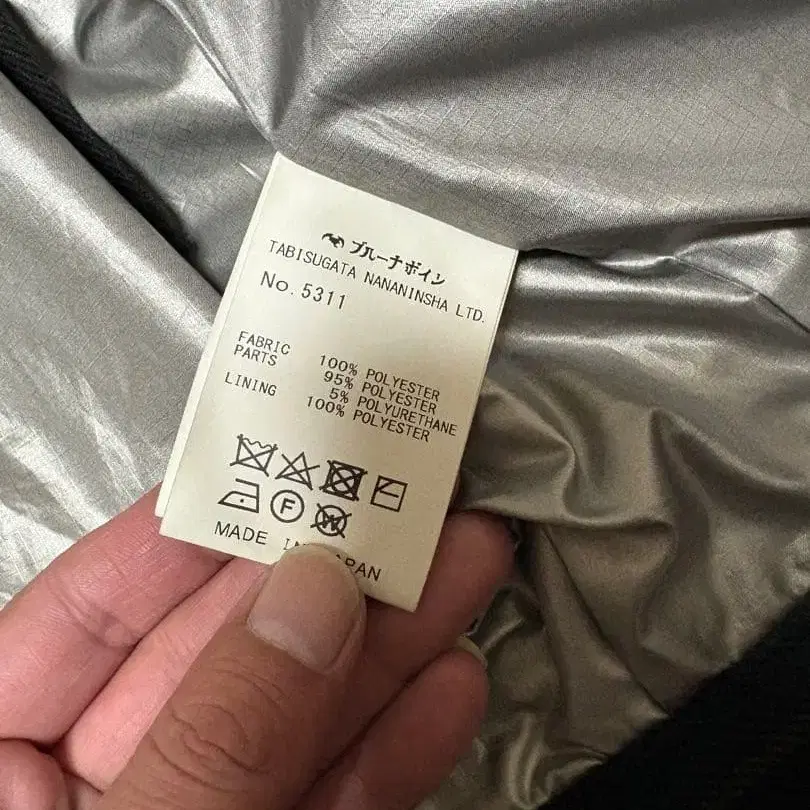 ブルーナボイン
TABISUGATA NANANINSHA LTD.
No. 5311
FABRIC 100% POLYESTER
PARTS 95% POLYESTER
5% POLYURETHANE
LINING 100% POLYESTER
F
W
MADE IN JAPAN